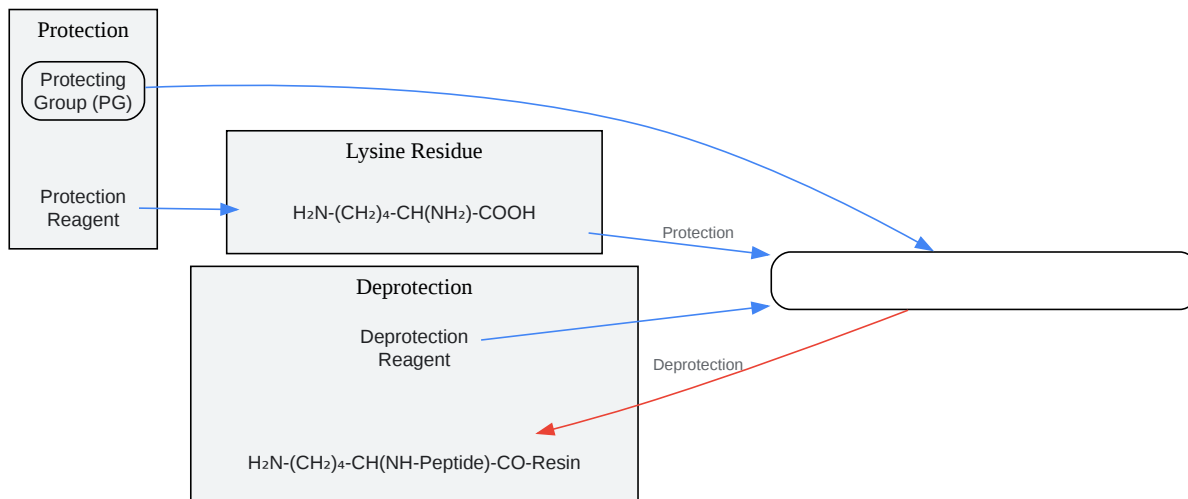 Protection
Protecting
Group (PG)
Protection
Reagent
Lysine Residue
H₂N-(CH₂)₄-CH(NH₂)-COOH
Protection
Deprotection
Deprotection
Reagent
Deprotection
H₂N-(CH₂)₄-CH(NH-Peptide)-CO-Resin